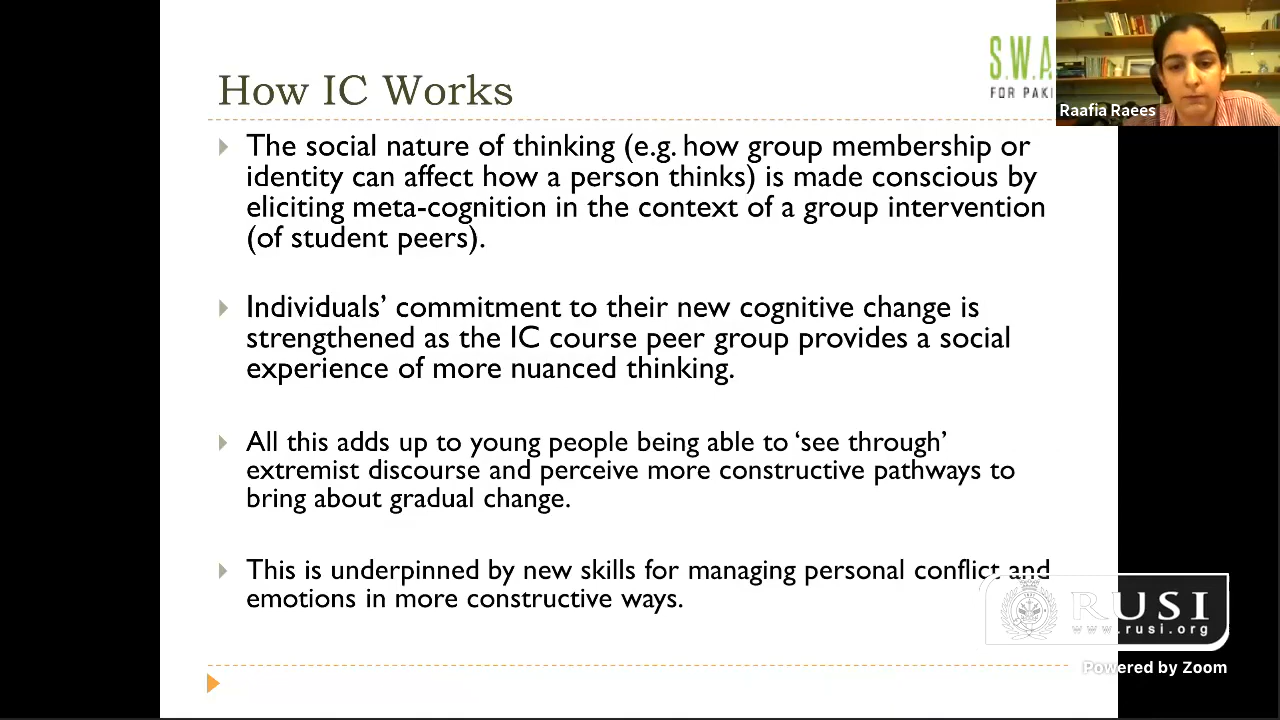 How IC Works
S.W.A
FOR PAKI
Raafia Raees
The social nature of thinking (e.g. how group membership or
identity can affect how a person thinks) is made conscious by
eliciting meta-cognition in the context of a group intervention
(of student peers).
Individuals’ commitment to their new cognitive change is
strengthened as the IC course peer group provides a social
experience of more nuanced thinking.
All this adds up to young people being able to ‘see through’
extremist discourse and perceive more constructive pathways to
bring about gradual change.
This is underpinned by new skills for managing personal conflict and
emotions in more constructive ways.
RUSI
www.rusi.org
Powered by Zoom